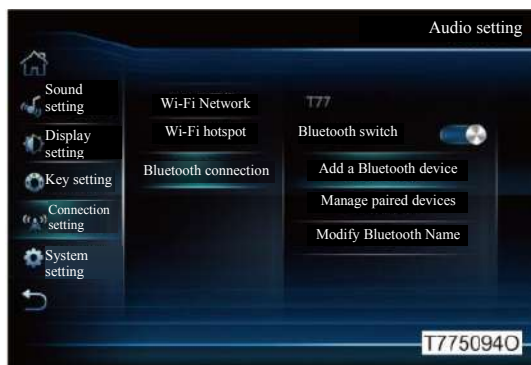 Audio setting
Sound
setting
Display
setting
Key setting
Connection
setting
System
setting
Wi-Fi Network
Wi-Fi hotspot
Bluetooth connection
T77
Bluetooth switch
Add a Bluetooth device
Manage paired devices
Modify Bluetooth Name
T775094O